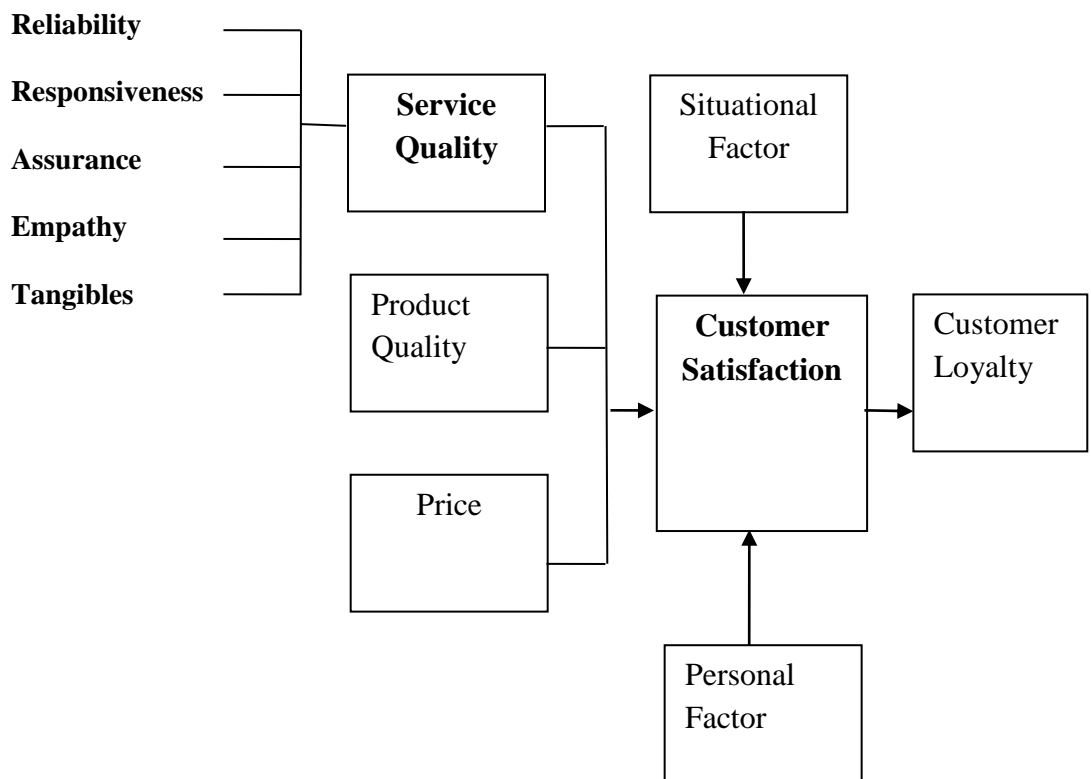 Reliability
Responsiveness
Assurance
Empathy
Tangibles
Service
Quality
Product
Quality
Price
Situational
Factor
Customer
Satisfaction
Personal
Factor
Customer
Loyalty